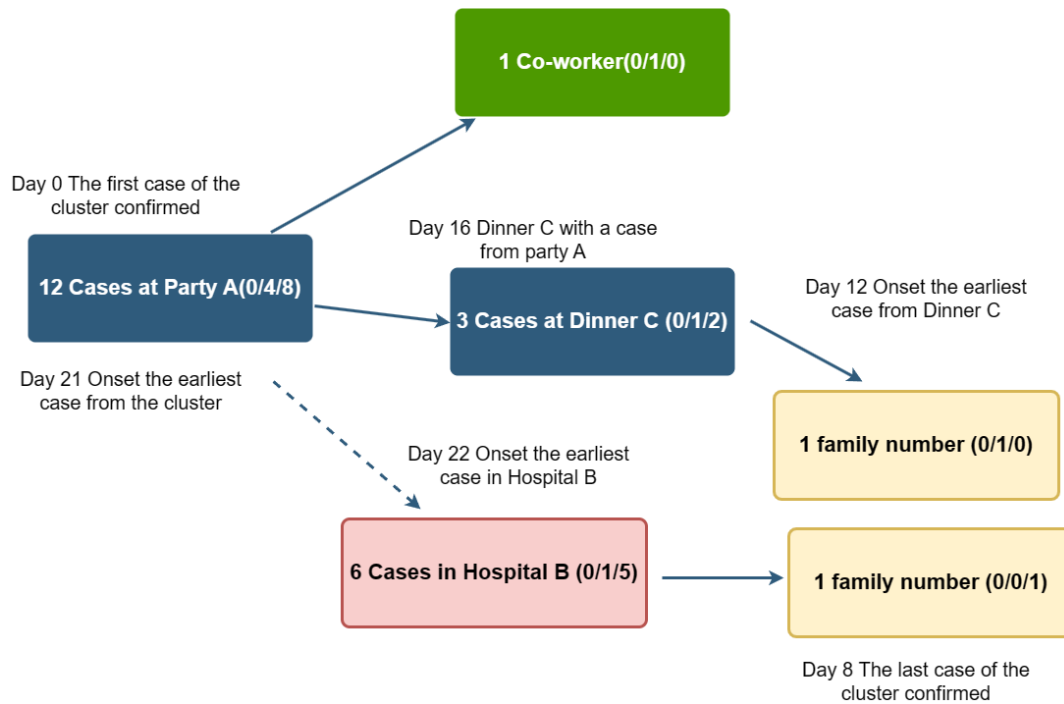 1 Co-worker(0/1/0)
Day 0 The first case of the
cluster confirmed
12 Cases at Party A(0/4/8)
Day 21 Onset the earliest
case from the cluster
Day 16 Dinner C with a case
from party A
3 Cases at Dinner C (0/1/2)
Day 12 Onset the earliest
case from Dinner C
1 family number (0/1/0)
Day 22 Onset the earliest
case in Hospital B
6 Cases in Hospital B (0/1/5)
1 family number (0/0/1)
Day 8 The last case of the
cluster confirmed